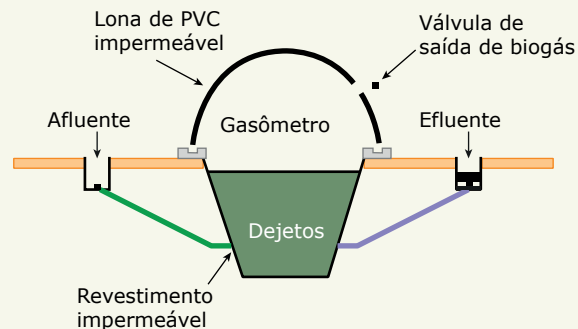 Lona de PVC
impermeável
Válvula de
saída de biogás
Afluente
Gasômetro
Efluente
Dejetos
Revestimento
impermeável